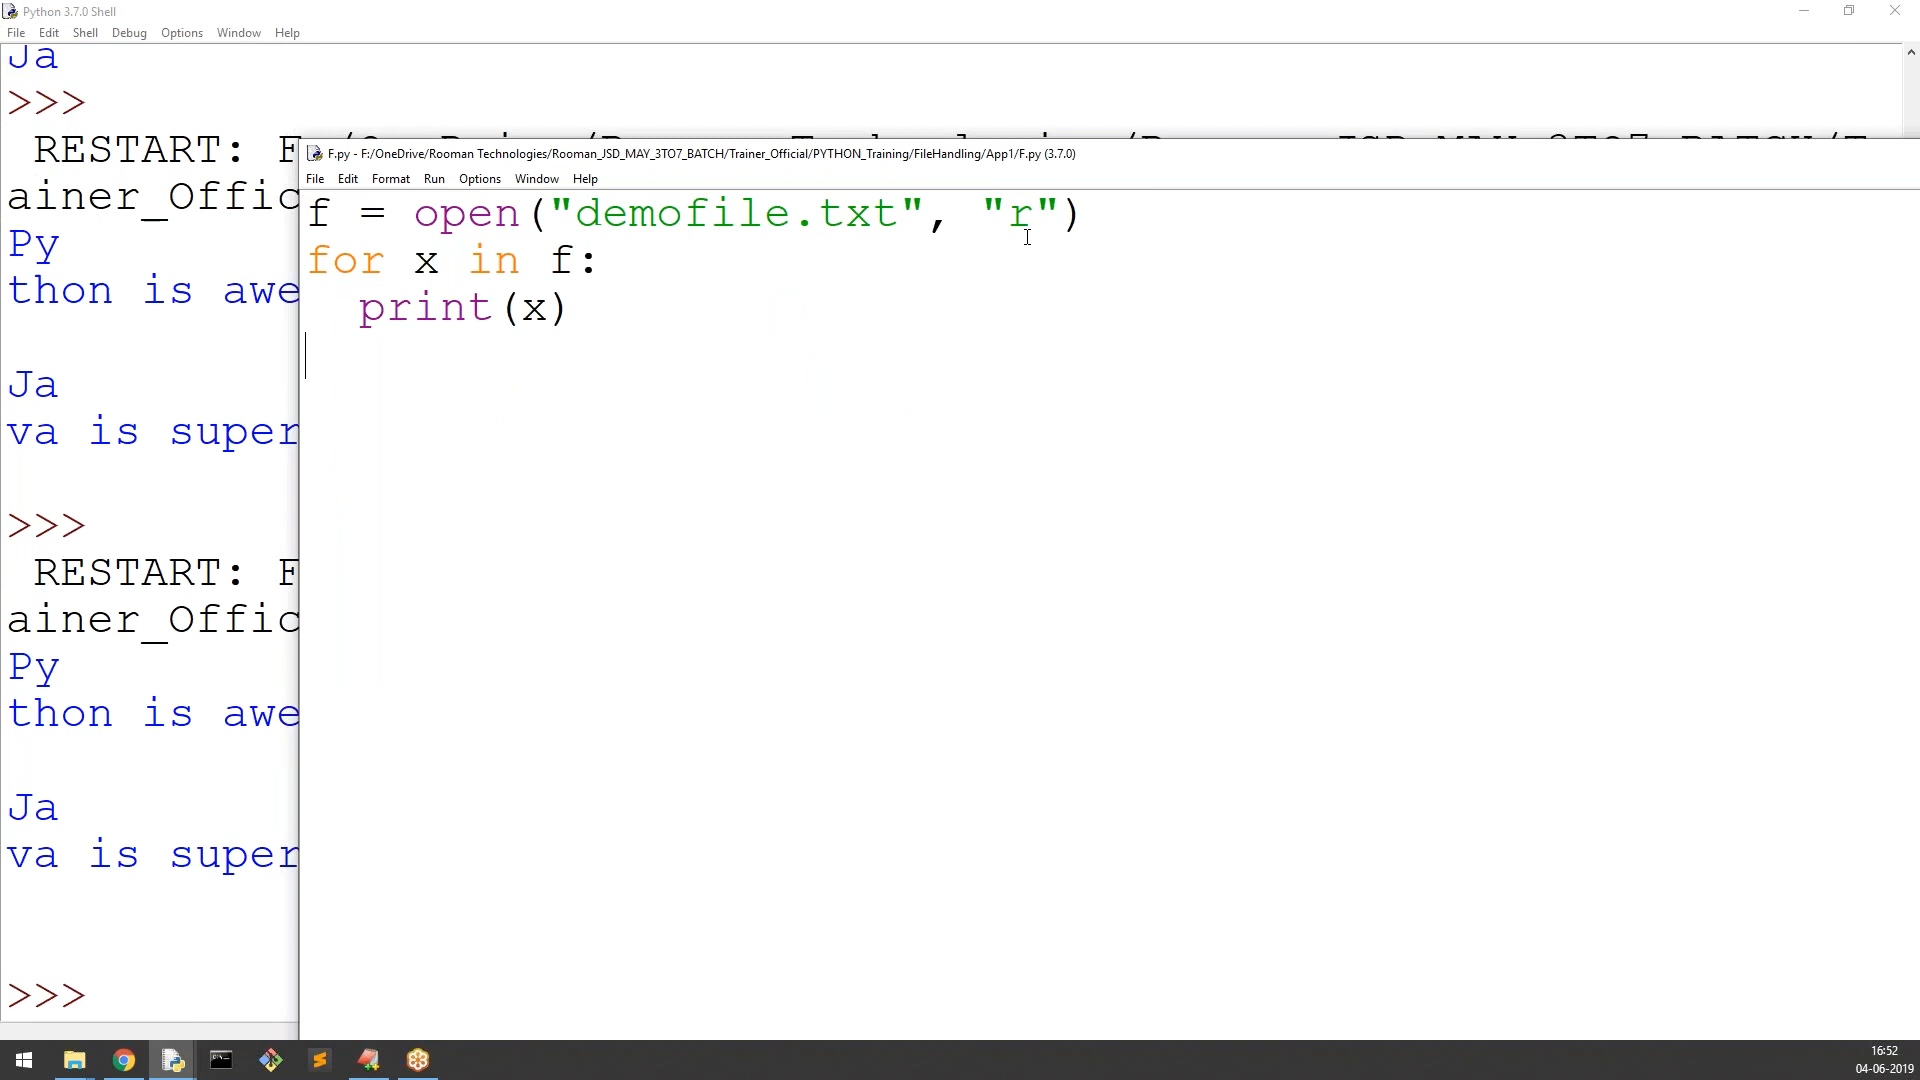 Python 3.7.0 Shell
File Edit Shell Debug Options Window Help
Ja
>>>
RESTART: F
ainer_Offic
Py
thon is awe
Ja
va is super
>>>
RESTART: F
ainer_Offic
Py
thon is awe
Ja
va is super
>>>
F.py - F:/OneDrive/Rooman Technologies/Rooman_JSD_MAY_3TO7_BATCH/Trainer_Official/PYTHON_Training/FileHandling/App1/F.py (3.7.0)
File Edit Format Run Options Window Help
f = open("demofile.txt", "r")
for x in f:
  print(x)
16:52
04-06-2019